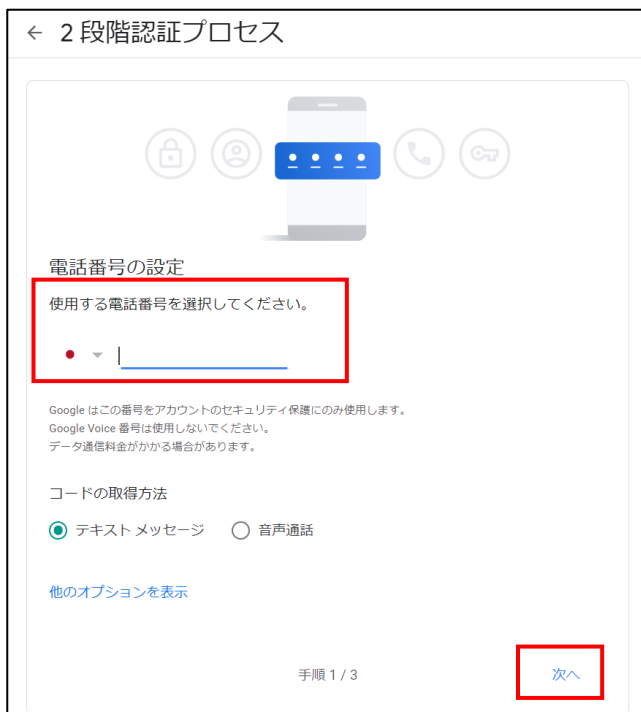 ← 2 段階認証プロセス
電話番号の設定
使用する電話番号を選択してください。
Google はこの番号をアカウントのセキュリティ保護にのみ使用します。
Google Voice 番号は使用しないでください。
データ通信料金がかかる場合があります。
コードの取得方法
テキスト メッセージ 音声通話
他のオプションを表示
手順 1 / 3 次へ